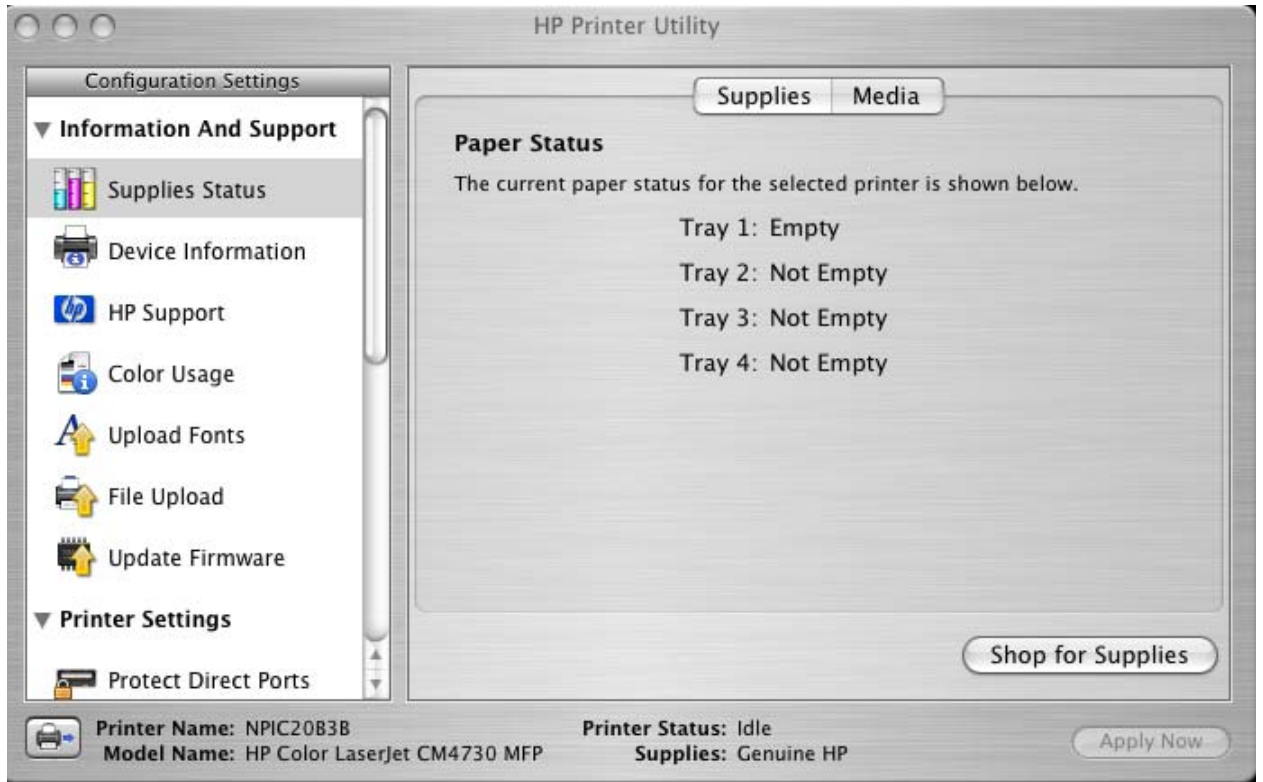 HP Printer Utility
Configuration Settings
Information And Support
Supplies Status
Device Information
hp
HP Support
Color Usage
Upload Fonts
File Upload
Update Firmware
Printer Settings
Protect Direct Ports
Supplies Media
Paper Status
The current paper status for the selected printer is shown below.
Tray 1: Empty
Tray 2: Not Empty
Tray 3: Not Empty
Tray 4: Not Empty
Shop for Supplies
Printer Name: NPIC20B3B
Model Name: HP Color LaserJet CM4730 MFP
Printer Status: Idle
Supplies: Genuine HP
Apply Now